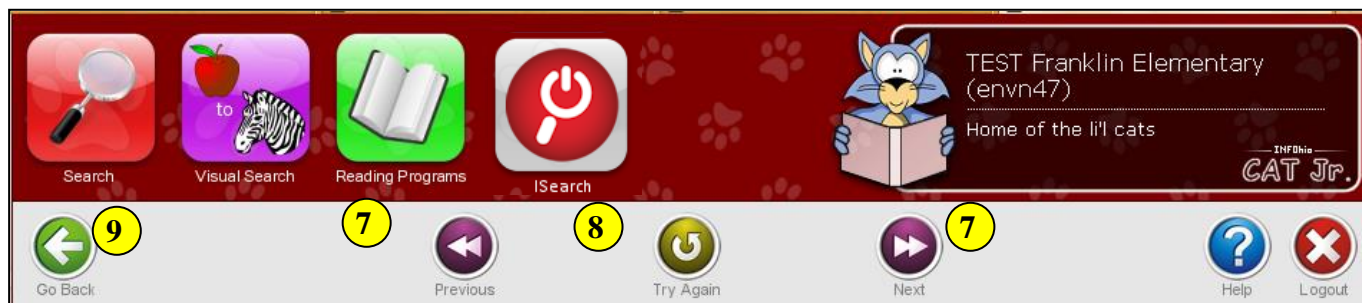 to
Search
Visual Search
Reading Programs
ISearch
TEST Franklin Elementary
(envn47)
Home of the li'l cats
INFOhio
CAT Jr.
9
7
8
7
Go Back
Previous
Try Again
Next
Help
Logout